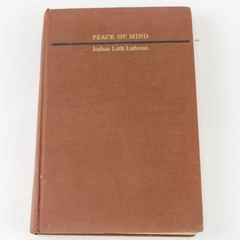 PEACE OF MIND
Joshua Loth Liebman